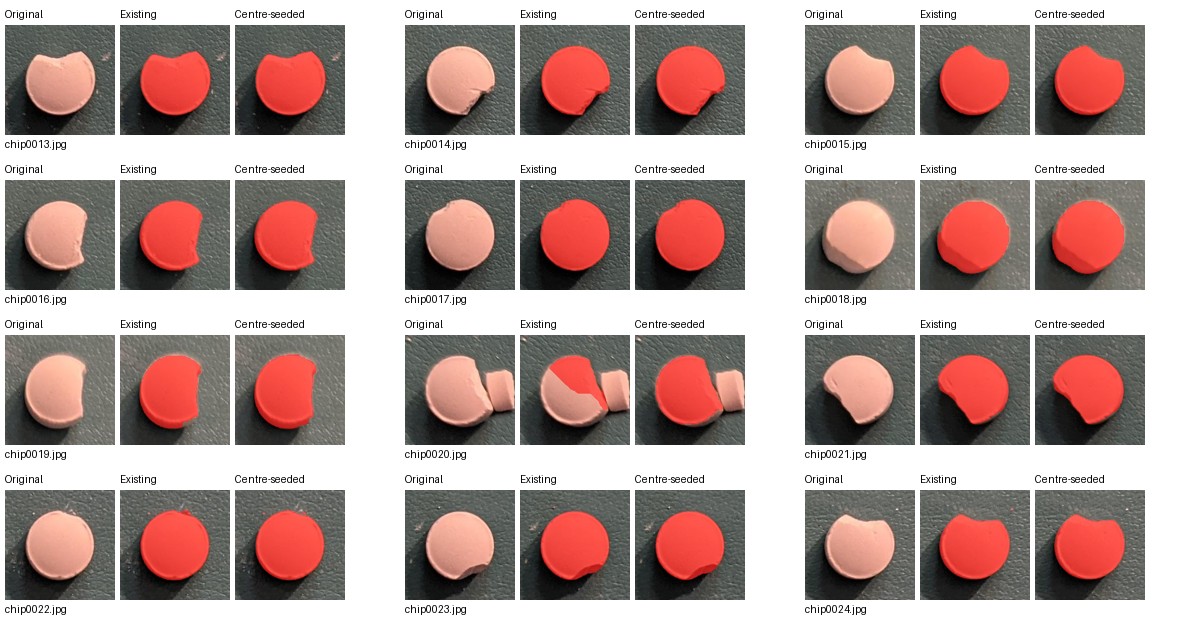 Original Existing Centre-seeded Original Existing Centre-seeded Original Existing Centre-seeded
chip0013.jpg chip0014.jpg chip0015.jpg
Original Existing Centre-seeded Original Existing Centre-seeded Original Existing Centre-seeded
chip0016.jpg chip0017.jpg chip0018.jpg
Original Existing Centre-seeded Original Existing Centre-seeded Original Existing Centre-seeded
chip0019.jpg chip0020.jpg chip0021.jpg
Original Existing Centre-seeded Original Existing Centre-seeded Original Existing Centre-seeded
chip0022.jpg chip0023.jpg chip0024.jpg